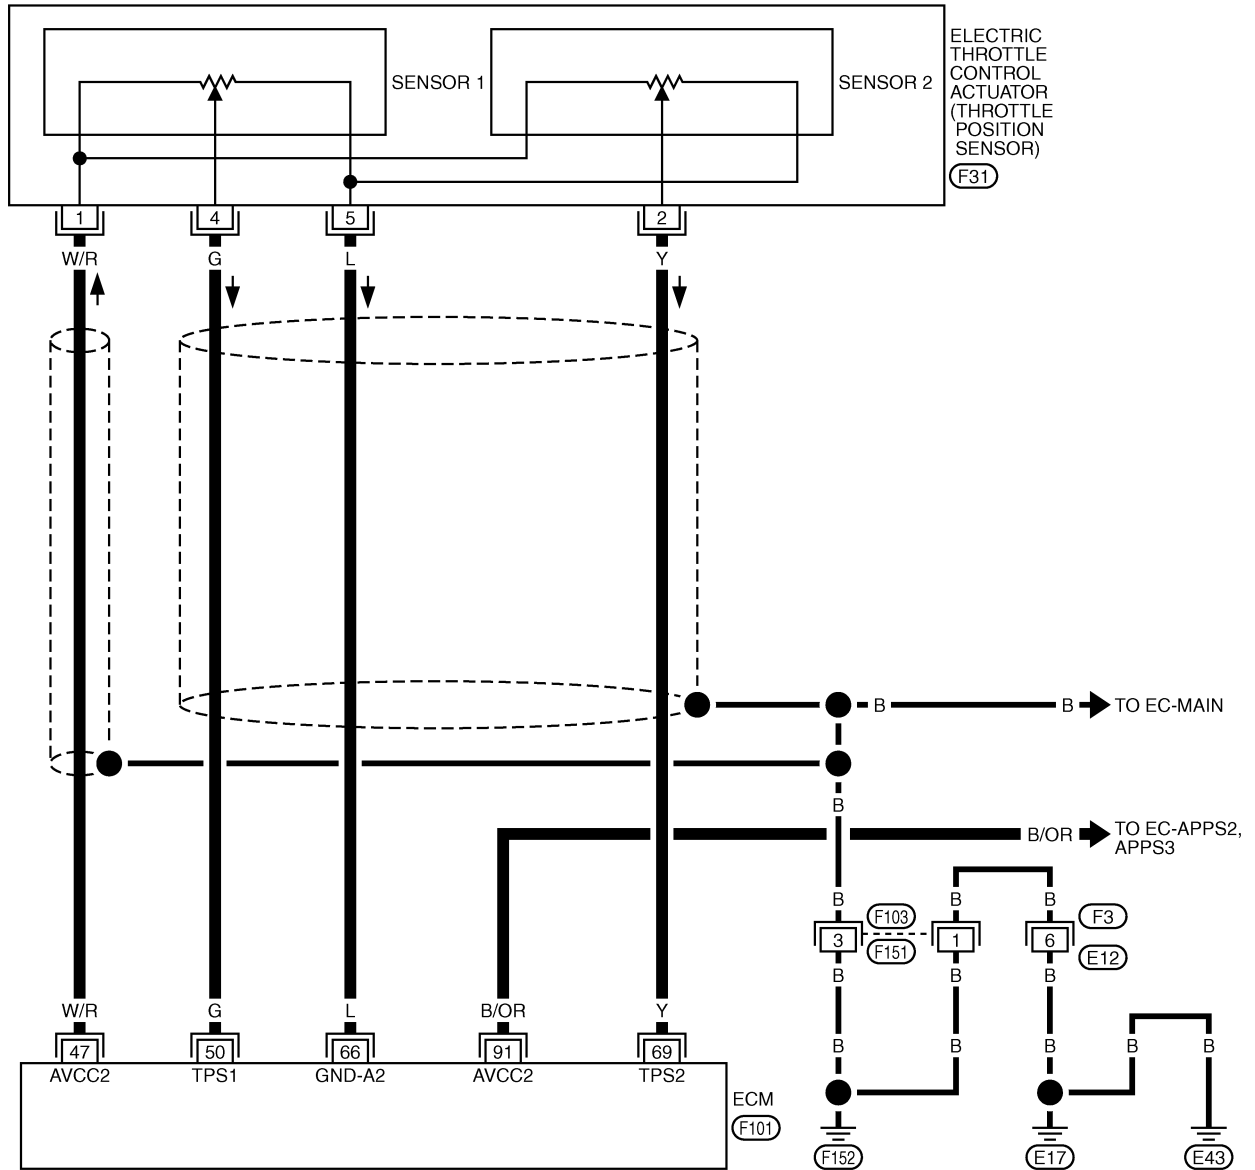 ELECTRIC
THROTTLE
CONTROL
ACTUATOR
(THROTTLE
POSITION
SENSOR)
F31
SENSOR 1
SENSOR 2
1 4 5 2
W/R G L Y
B B TO EC-MAIN
B
B/OR TO EC-APPS2,
APPS3
B B B
F103 F3
3 1 6
F151 E12
B B B
W/R G L B/OR Y
B B B B B
47 50 66 91 69
AVCC2 TPS1 GND-A2 AVCC2 TPS2
ECM
F101
F152 E17 E43